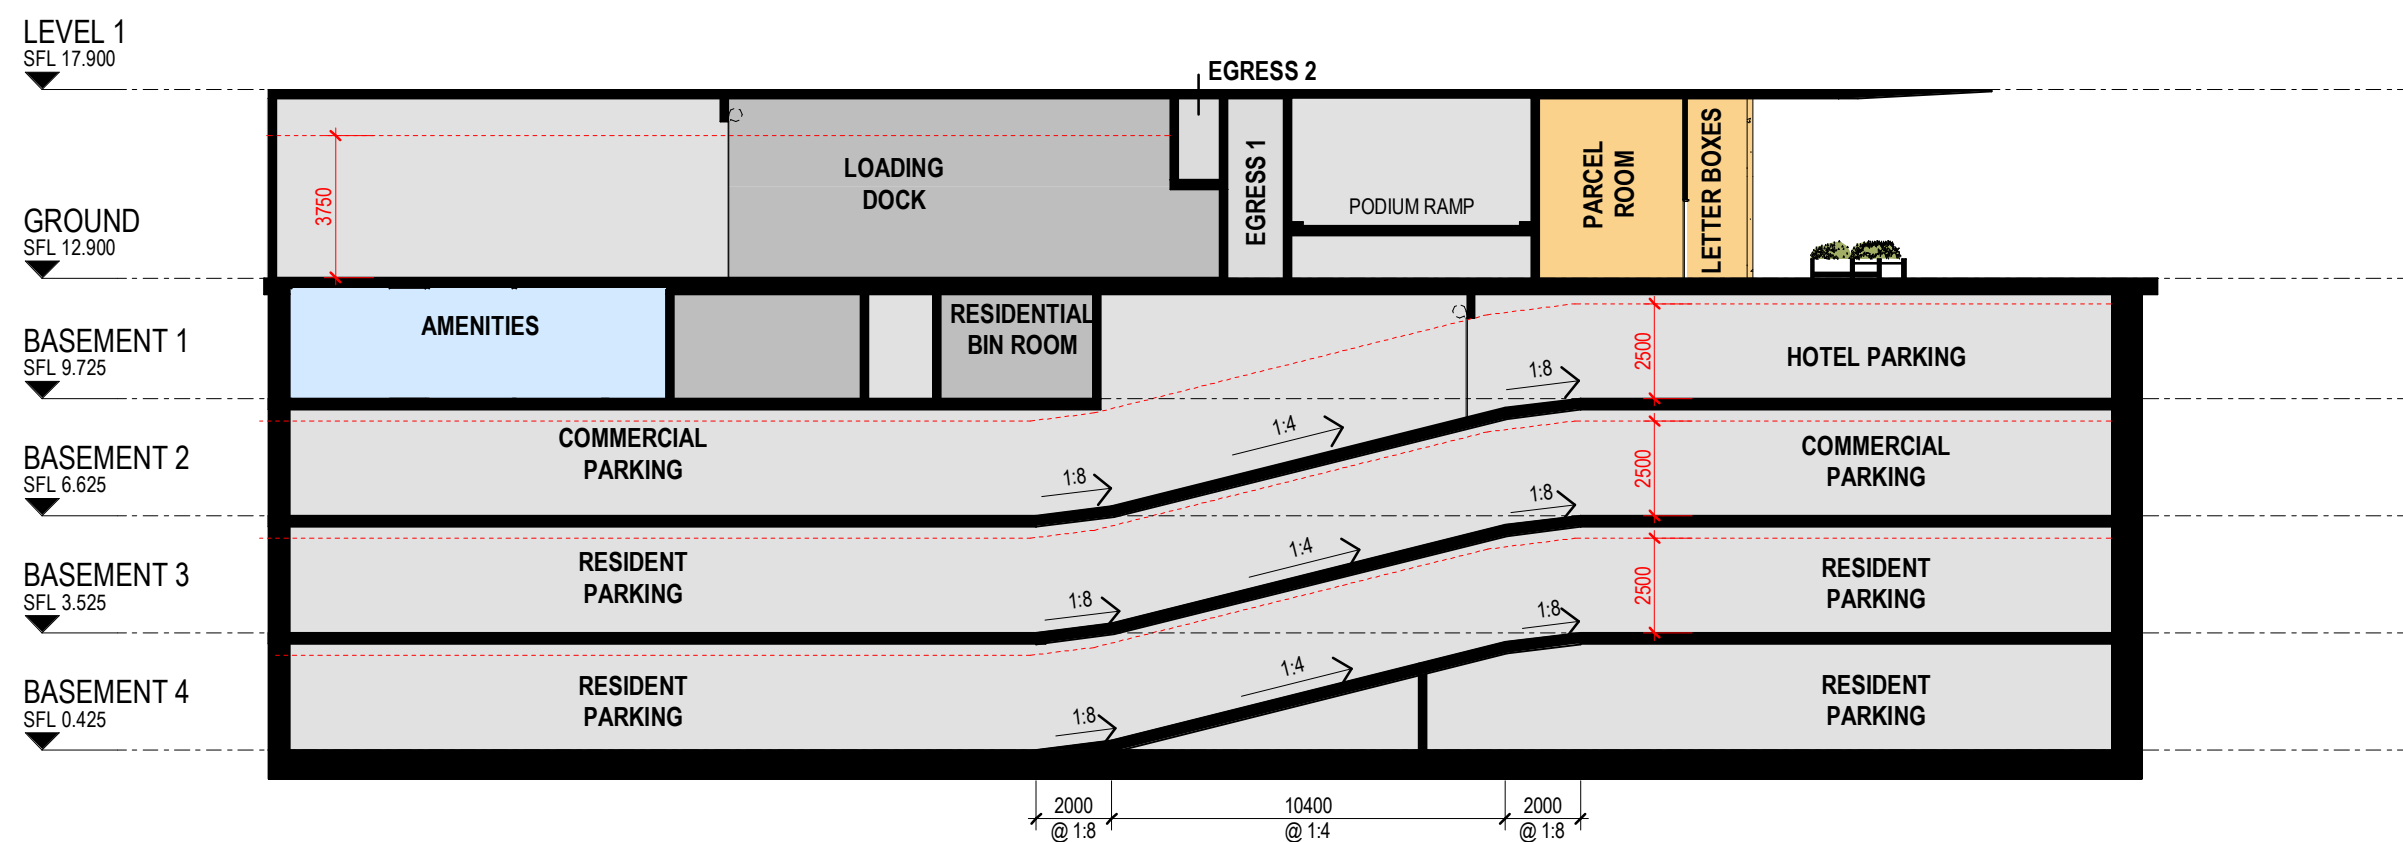 LEVEL 1
SFL 17.900
EGRESS 2
LOADING
DOCK
EGRESS 1
PODIUM RAMP
PARCEL
ROOM
LETTER BOXES
3750
GROUND
SFL 12.900
AMENITIES
RESIDENTIAL
BIN ROOM
2500
HOTEL PARKING
1:8
BASEMENT 1
SFL 9.725
COMMERCIAL
PARKING
1:8
1:4
2500
COMMERCIAL
PARKING
1:8
BASEMENT 2
SFL 6.625
RESIDENT
PARKING
1:8
1:4
2500
RESIDENT
PARKING
1:8
BASEMENT 3
SFL 3.525
RESIDENT
PARKING
1:8
1:4
RESIDENT
PARKING
BASEMENT 4
SFL 0.425
2000
@ 1:8
10400
@ 1:4
2000
@ 1:8